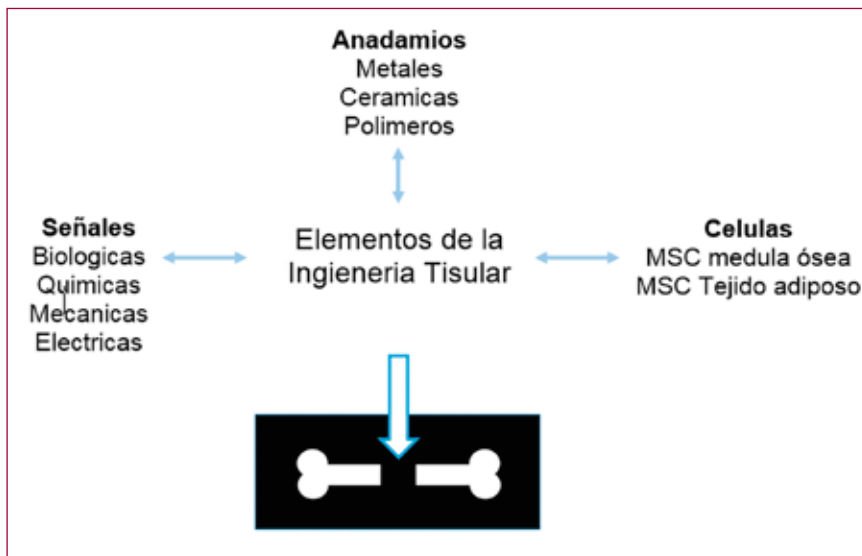 Anadamios
Metales
Ceramicas
Polimeros
Señales
Biologicas
Quimicas
Mecanicas
Electricas
Elementos de la
Ingieneria Tisular
Celulas
MSC medula ósea
MSC Tejido adiposo